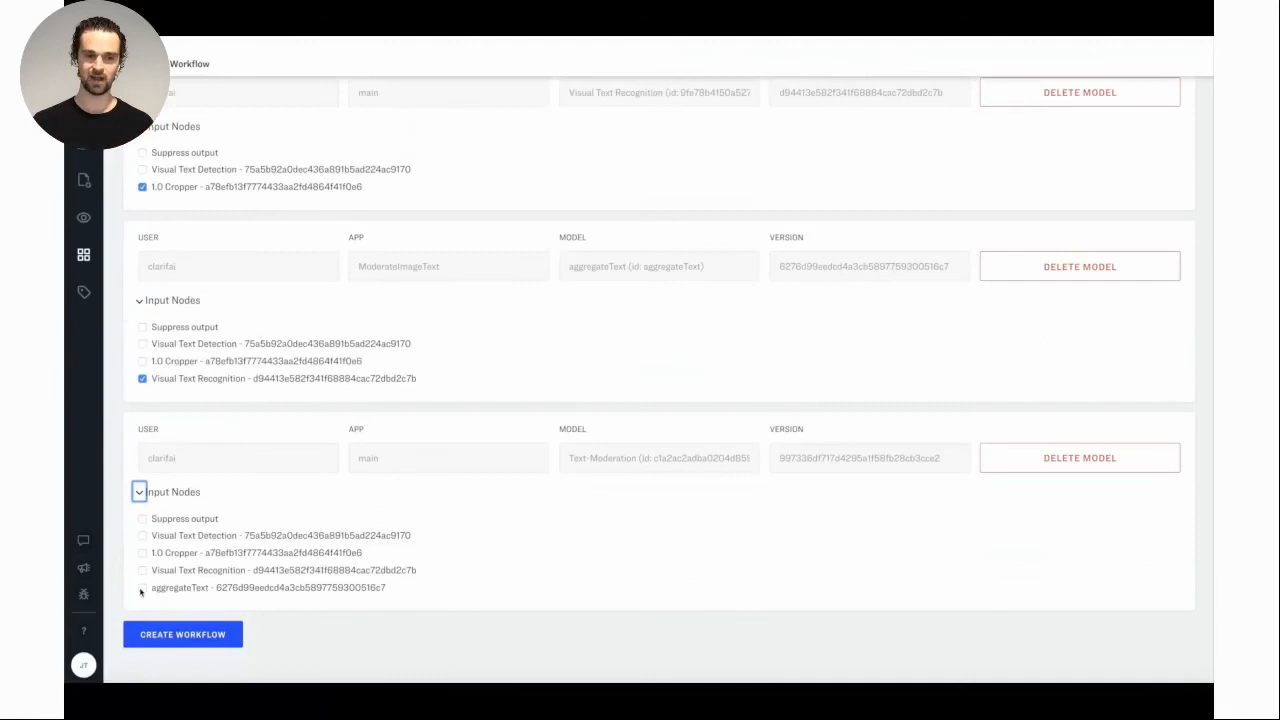 Workflow
main
Visual Text Recognition (id: 9fe78b4150a527
d94413e582f341f68884cac72dbd2c7b
DELETE MODEL
Input Nodes
Suppress output
Visual Text Detection - 75a5b92a0dec436a891b5ad224ac9170
1.0 Cropper - a78efb13f7774433aa2fd4864f41f0e6
USER
APP
MODEL
VERSION
clarifai
ModerateImageText
aggregateText (id: aggregateText)
6276d99eedcd4a3cb5897759300516c7
DELETE MODEL
Input Nodes
Suppress output
Visual Text Detection - 75a5b92a0dec436a891b5ad224ac9170
1.0 Cropper - a78efb13f7774433aa2fd4864f41f0e6
Visual Text Recognition - d94413e582f341f68884cac72dbd2c7b
USER
APP
MODEL
VERSION
clarifai
main
Text-Moderation (id: c1a2ac2adba0204d859
997336df717d4295a1f58fb28cb3cce2
DELETE MODEL
Input Nodes
Suppress output
Visual Text Detection - 75a5b92a0dec436a891b5ad224ac9170
1.0 Cropper - a78efb13f7774433aa2fd4864f41f0e6
Visual Text Recognition - d94413e582f341f68884cac72dbd2c7b
aggregateText - 6276d99eedcd4a3cb5897759300516c7
CREATE WORKFLOW
?
JT